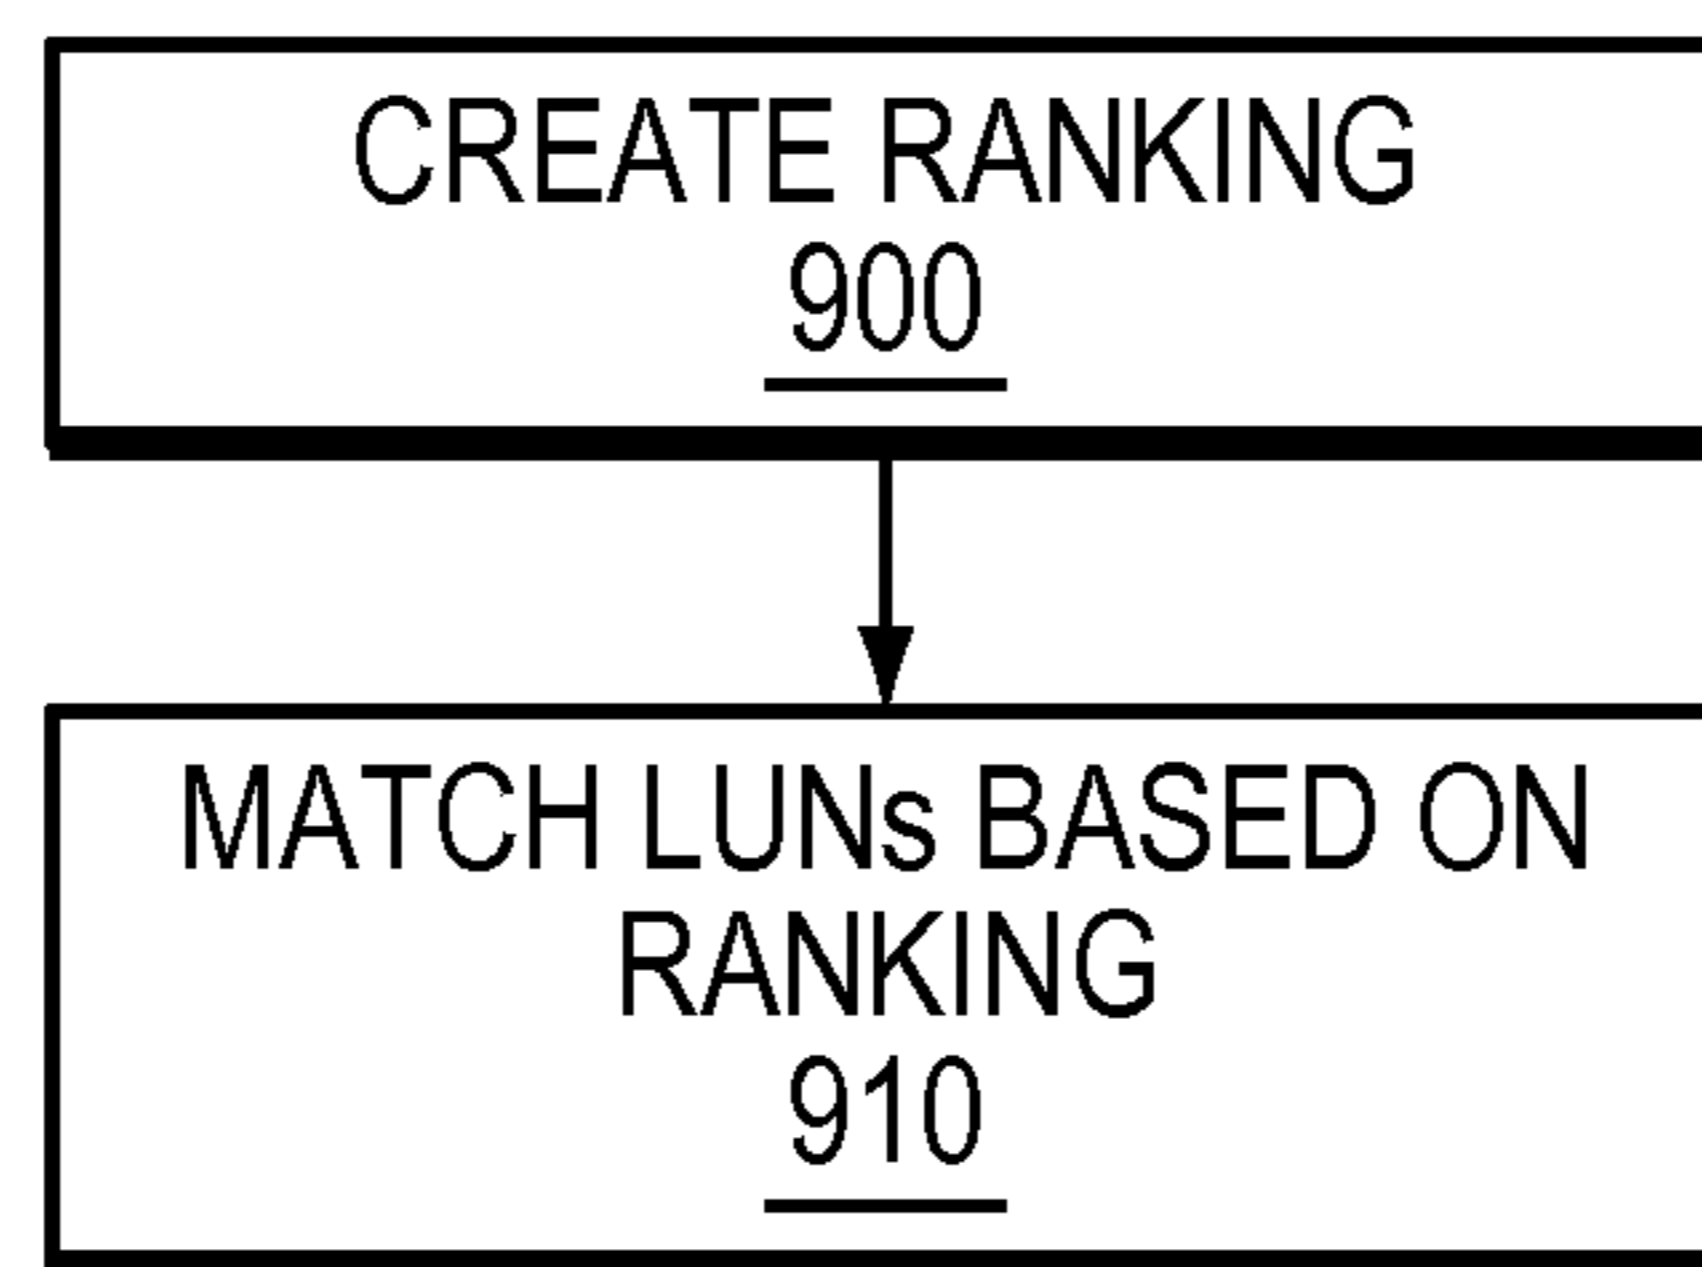 CREATE RANKING
900
MATCH LUNs BASED ON
RANKING
910